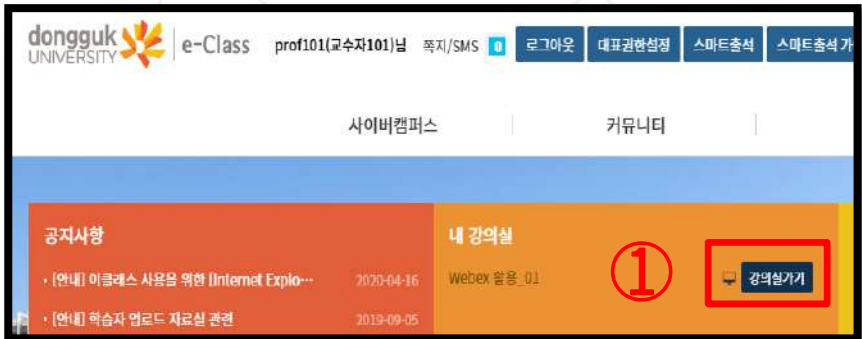 dongguk UNIVERSITY e-Class prof101(교수자101)님 쪽지/SMS 0 로그아웃 대표권한설정 스마트출석 스마트출석 가
사이버캠퍼스 커뮤니티
공지사항
· [안내] 이클래스 사용을 위한 [Internet Explo… 2020-04-16
· [안내] 학습자 업로드 자료실 관련 2019-09-05
내 강의실
Webex 활용_01 ① 강의실가기